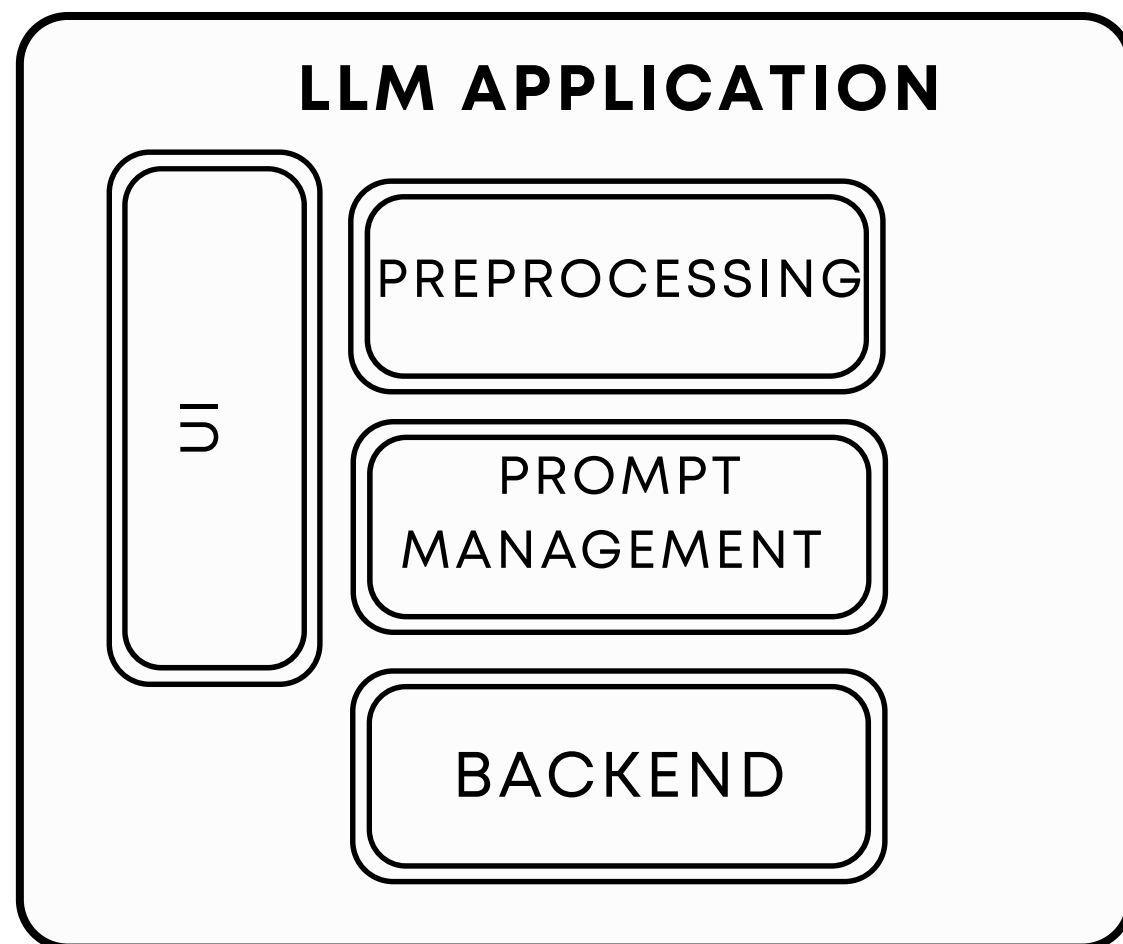 LLM APPLICATION
UI
PREPROCESSING
PROMPT
MANAGEMENT
BACKEND